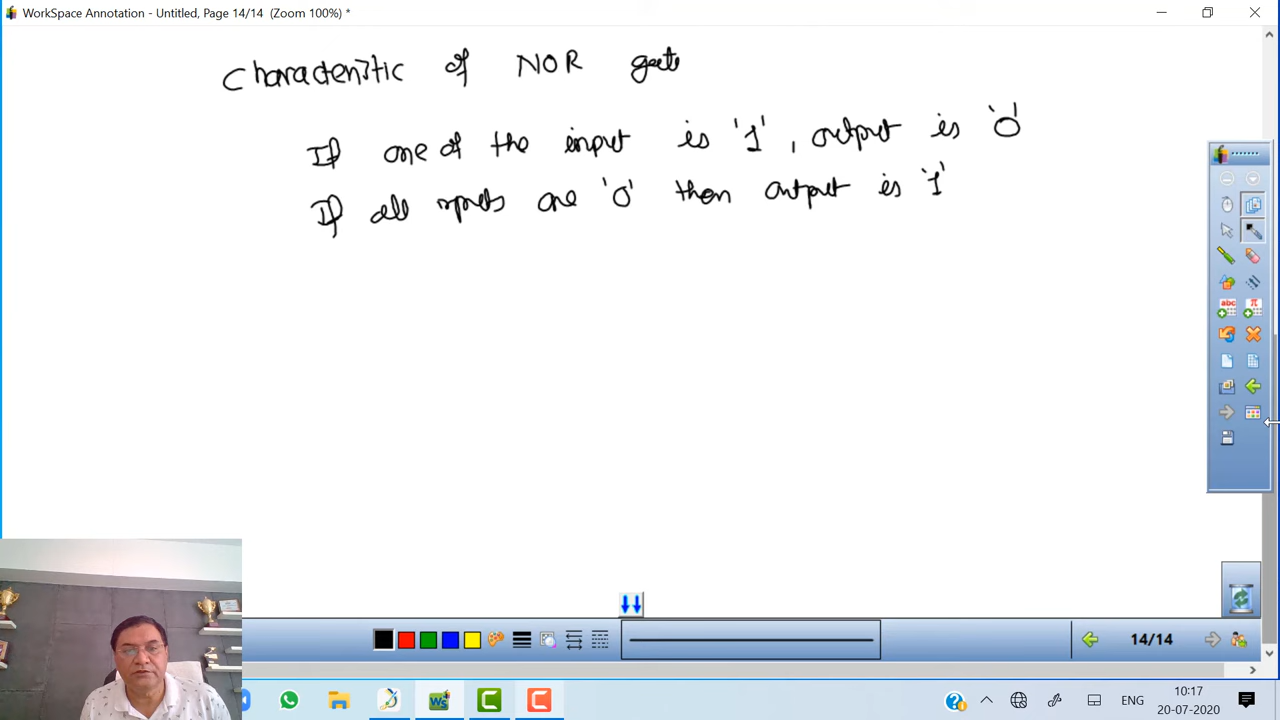 WorkSpace Annotation - Untitled, Page 14/14 (Zoom 100%) *
Characteristic of NOR gate
If one of the input is '1', output is '0'
If all inputs are '0' then output is '1'
abc
π
14/14
WS
C
C
ENG
10:17
20-07-2020